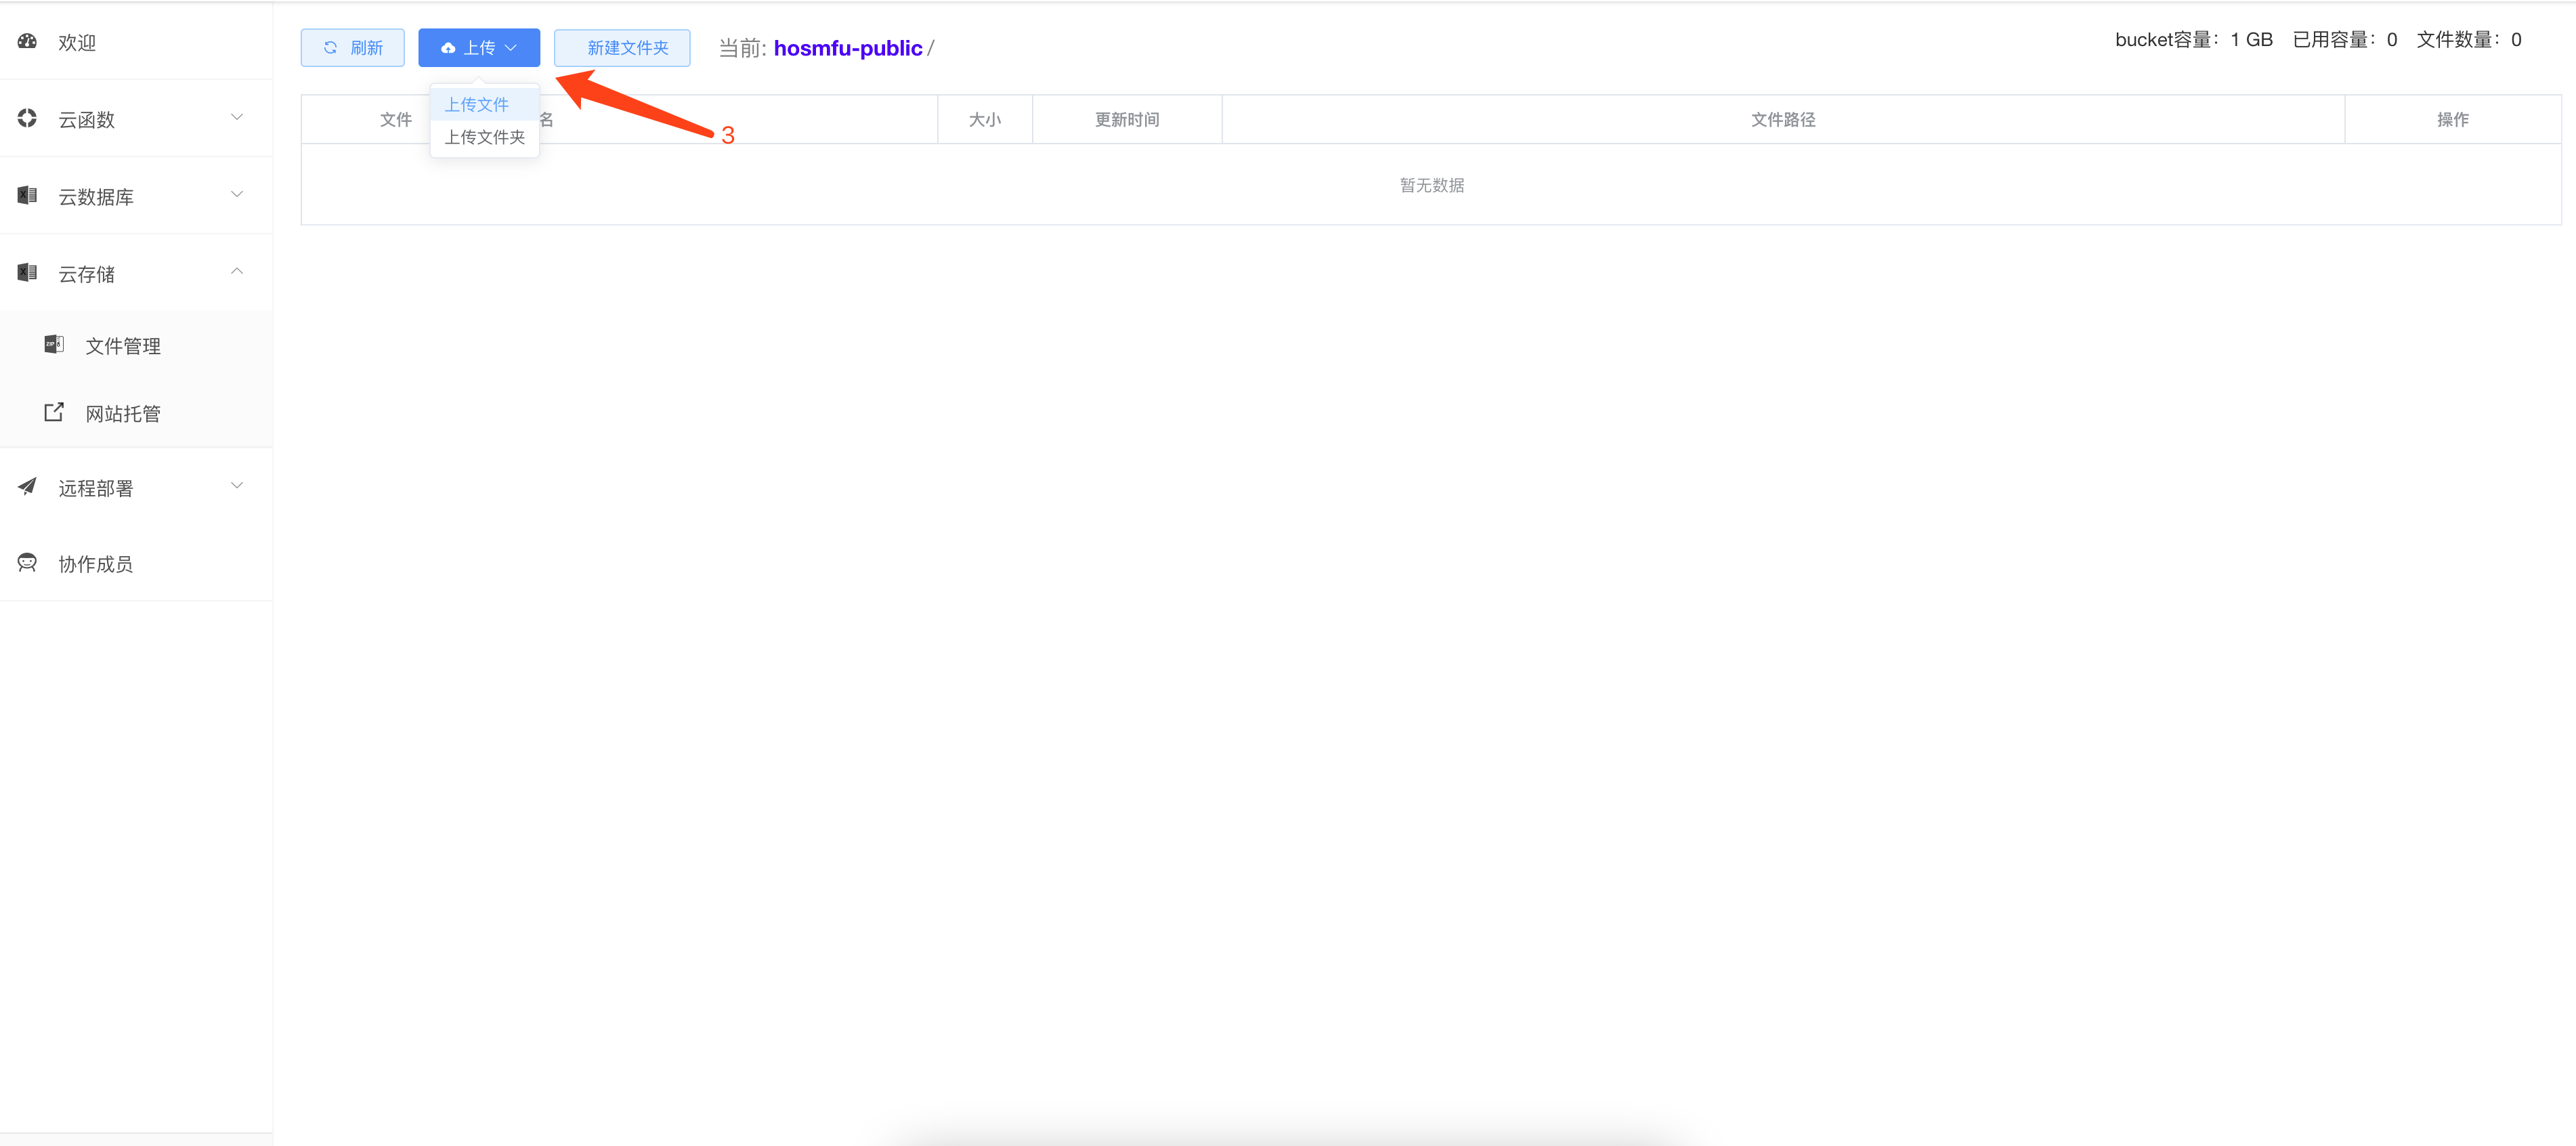 欢迎
云函数
云数据库
云存储
文件管理
网站托管
远程部署
协作成员
刷新 上传 新建文件夹 当前: hosmfu-public /
bucket容量：1 GB 已用容量：0 文件数量：0
上传文件
上传文件夹
3
文件 名 大小 更新时间 文件路径 操作
暂无数据